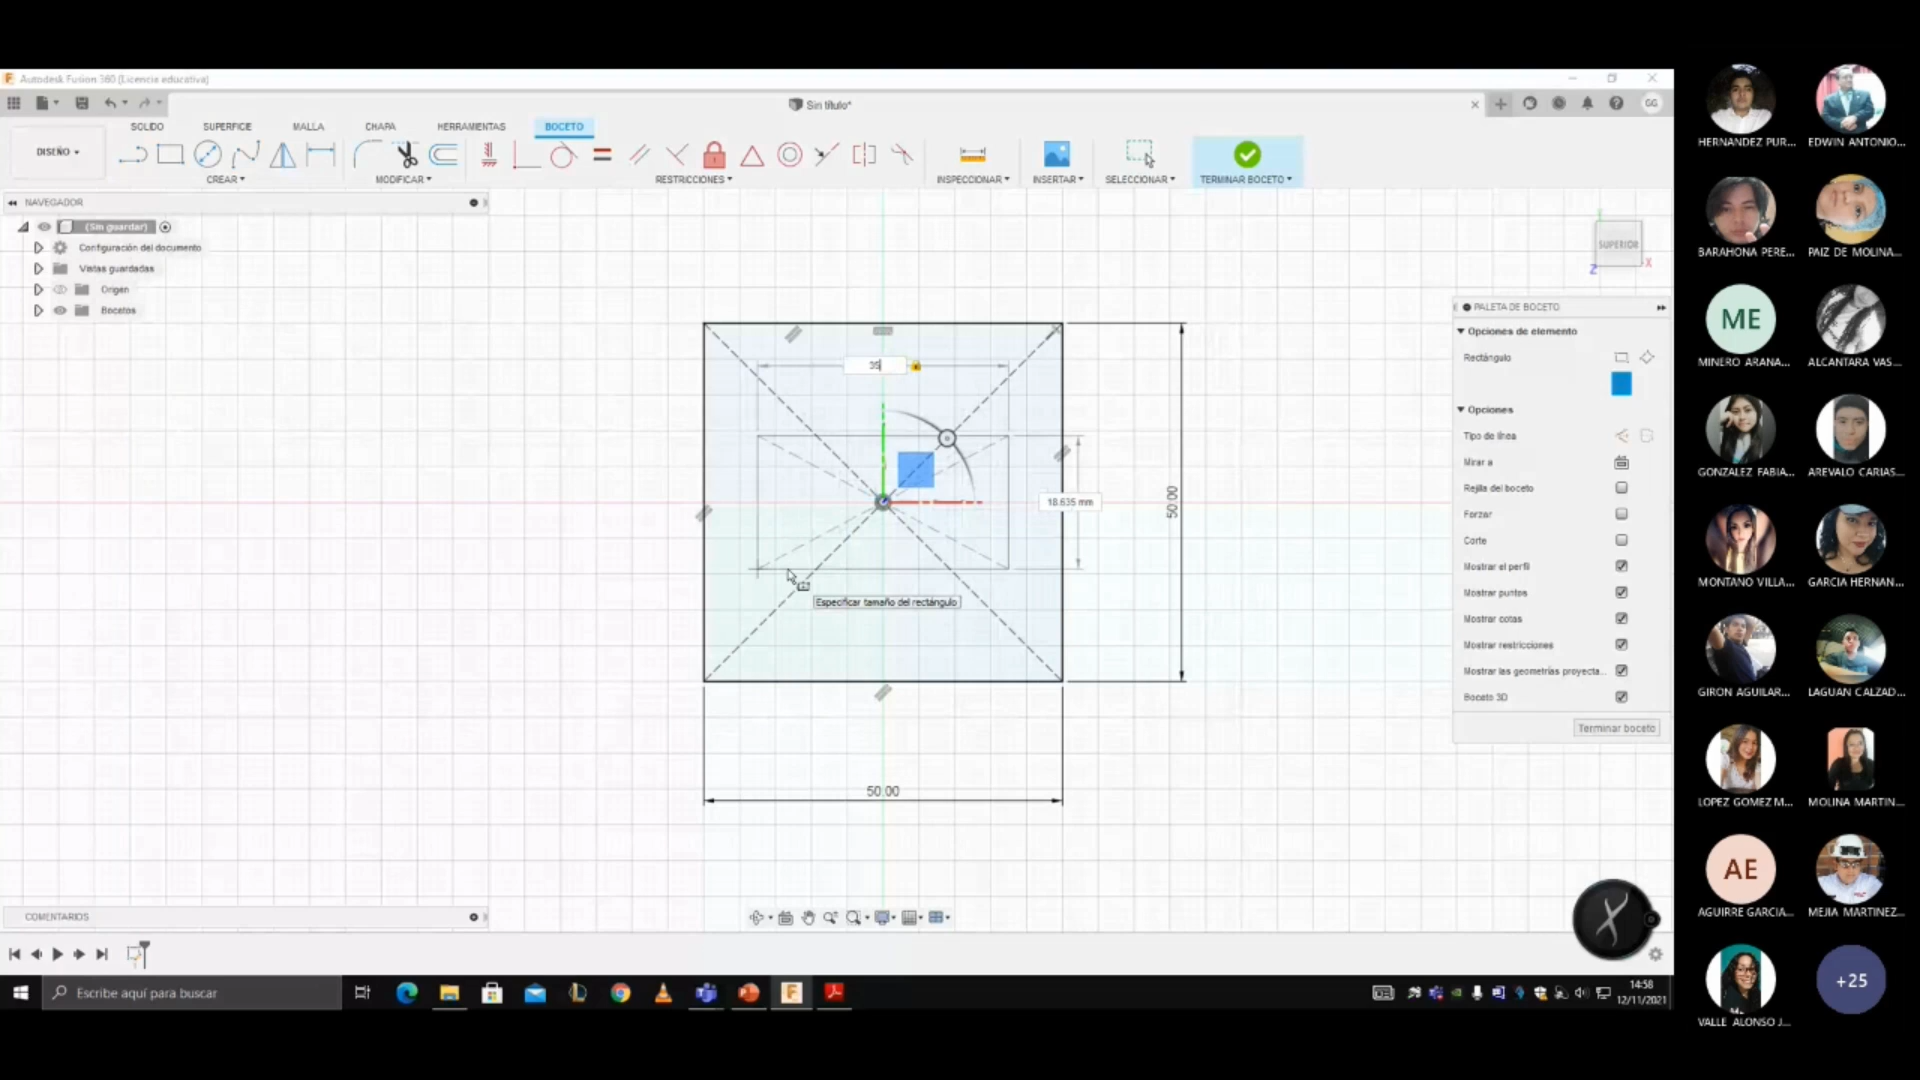 Autodesk Fusion 360 (Licencia educativa)
Sin título*
GG
SOLIDO SUPERFICIE MALLA CHAPA HERRAMIENTAS BOCETO
DISEÑO
CREAR MODIFICAR RESTRICCIONES INSPECCIONAR INSERTAR SELECCIONAR TERMINAR BOCETO
NAVEGADOR
(Sin guardar)
Configuración del documento
Vistas guardadas
Origen
Bocetos
SUPERIOR
Z
X
35
18.635 mm
50.00
Especificar tamaño del rectángulo
50.00
PALETA DE BOCETO
Opciones de elemento
Rectángulo
Opciones
Tipo de línea
Mirar a
Rejilla del boceto
Forzar
Corte
Mostrar el perfil
Mostrar puntos
Mostrar cotas
Mostrar restricciones
Mostrar las geometrías proyecta...
Boceto 3D
Terminar boceto
COMENTARIOS
Escribe aquí para buscar
14:58
12/11/2021
HERNANDEZ PUR... EDWIN ANTONIO...
BARAHONA PERE... PAIZ DE MOLINA...
ME
MINERO ARANA... ALCANTARA VAS...
GONZALEZ FABIA... AREVALO CARIAS...
MONTANO VILLA... GARCIA HERNAN...
GIRON AGUILAR... LAGUAN CALZAD...
LOPEZ GOMEZ M... MOLINA MARTIN...
AE
AGUIRRE GARCIA... MEJIA MARTINEZ...
+25
VALLE ALONSO J...